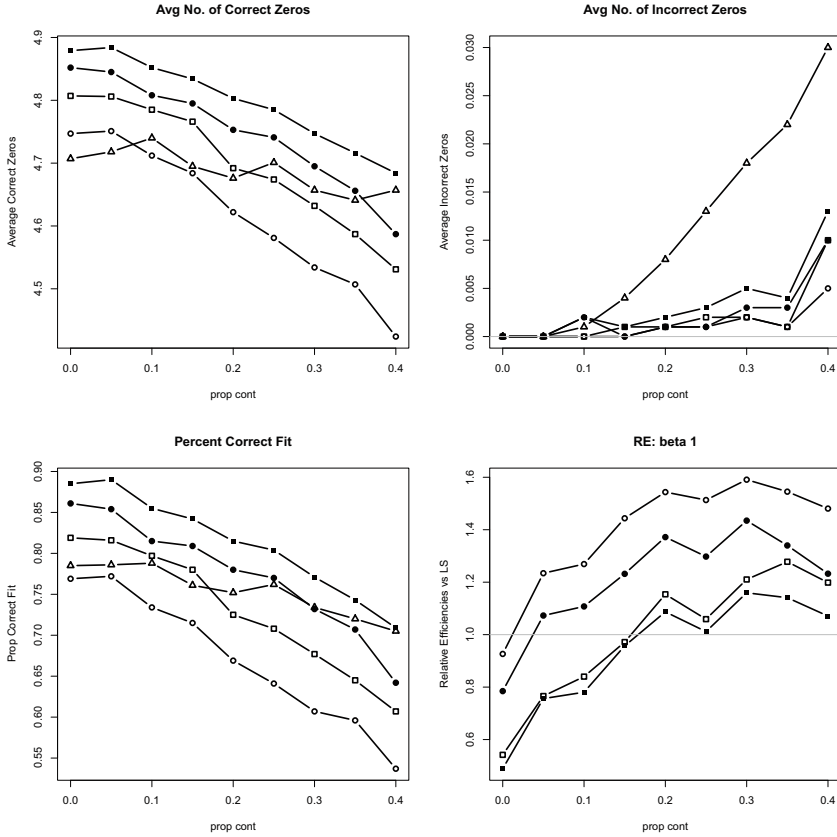 Avg No. of Correct Zeros
Average Correct Zeros
4.9
4.8
4.7
4.6
4.5
0.0 0.1 0.2 0.3 0.4
prop cont
Avg No. of Incorrect Zeros
Average Incorrect Zeros
0.030
0.025
0.020
0.015
0.010
0.005
0.000
0.0 0.1 0.2 0.3 0.4
prop cont
Percent Correct Fit
Prop Correct Fit
0.90
0.85
0.80
0.75
0.70
0.65
0.60
0.55
0.0 0.1 0.2 0.3 0.4
prop cont
RE: beta 1
Relative Efficiencies vs LS
1.6
1.4
1.2
1.0
0.8
0.6
0.0 0.1 0.2 0.3 0.4
prop cont